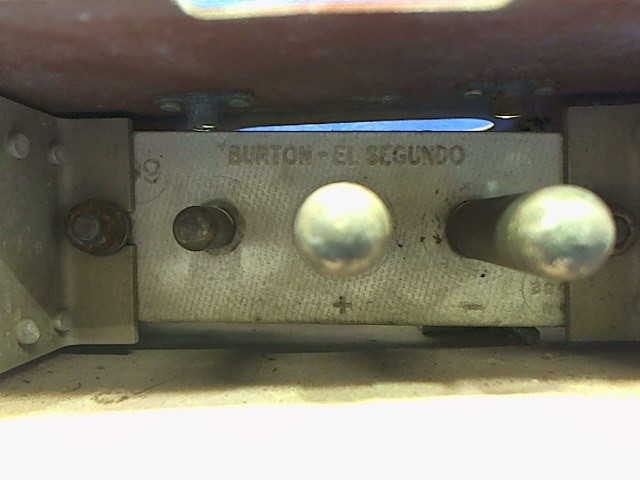 BURTON - EL SEGUNDO
+ -